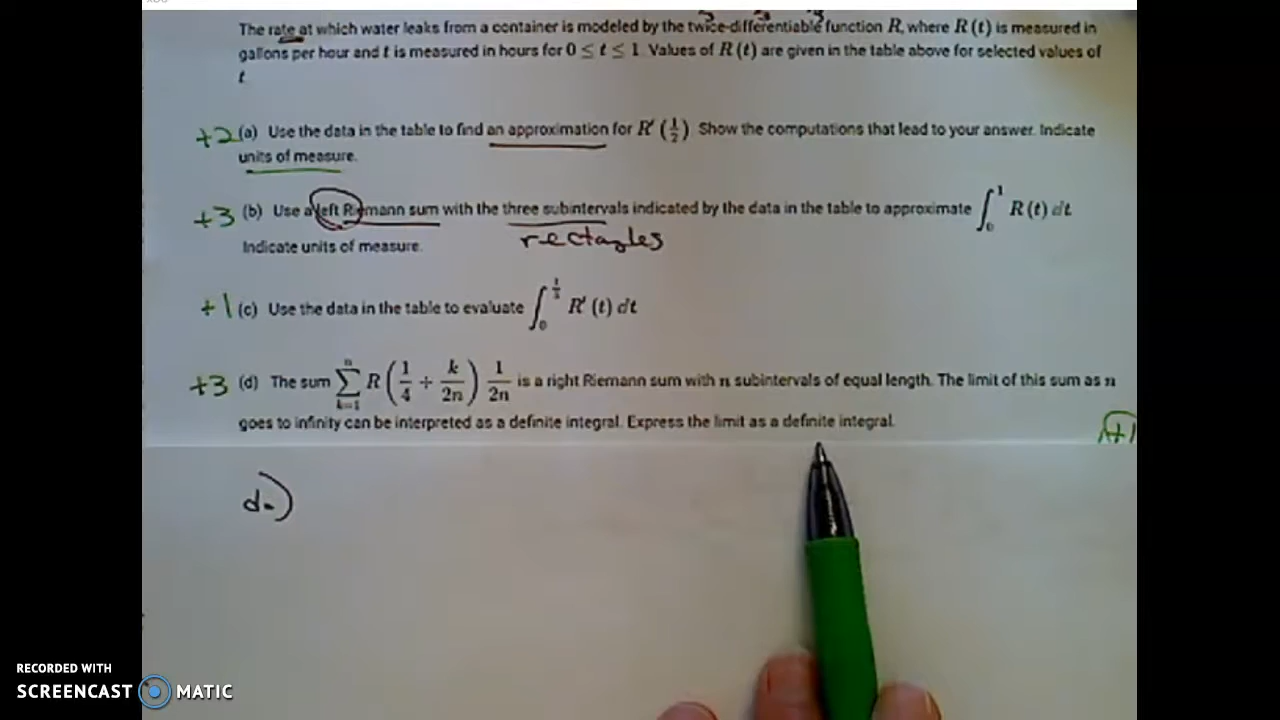 The rate at which water leaks from a container is modeled by the twice-differentiable function R, where R (t) is measured in
gallons per hour and t is measured in hours for 0 ≤ t ≤ 1. Values of R (t) are given in the table above for selected values of
t.
+2 (a) Use the data in the table to find an approximation for R′ (1/2) Show the computations that lead to your answer. Indicate
units of measure.
+3 (b) Use a left Riemann sum with the three subintervals indicated by the data in the table to approximate ∫₀¹ R (t) dt
rectagles
Indicate units of measure.
+1 (c) Use the data in the table to evaluate ∫₀ R′ (t) dt
+3 (d) The sum ∑ₖ₌₁ⁿ R (1/4 + k/2n) 1/2n is a right Riemann sum with n subintervals of equal length. The limit of this sum as n
goes to infinity can be interpreted as a definite integral. Express the limit as a definite integral.
+1
d.)
RECORDED WITH
SCREENCAST MATIC